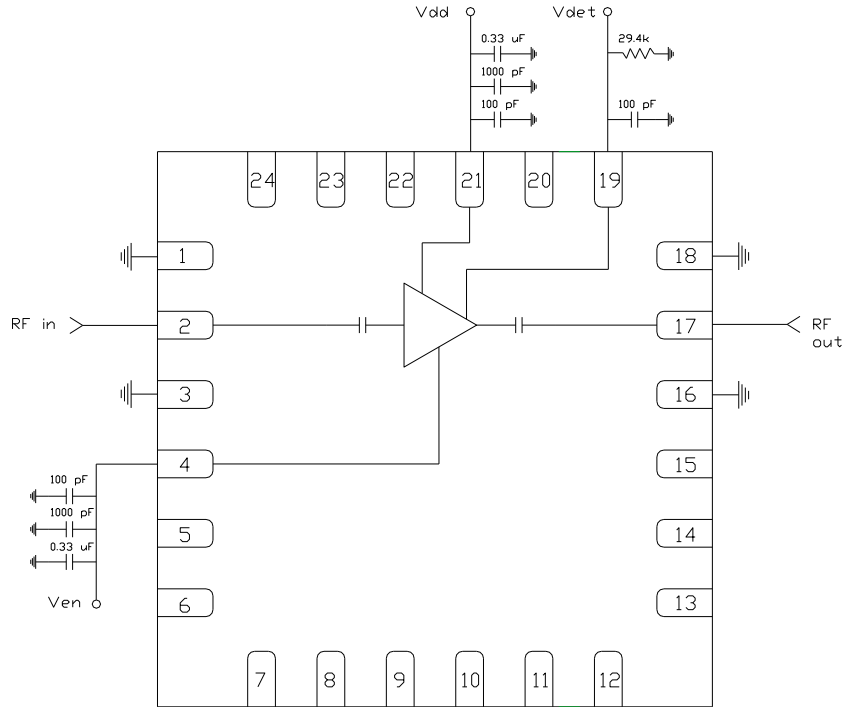 Vdd
Vdet
0.33 uF
29.4k
1000 pF
100 pF
100 pF
24
23
22
21
20
19
1
18
RF in
2
17
RF
out
3
16
4
15
100 pF
1000 pF
5
14
0.33 uF
Ven
6
13
7
8
9
10
11
12